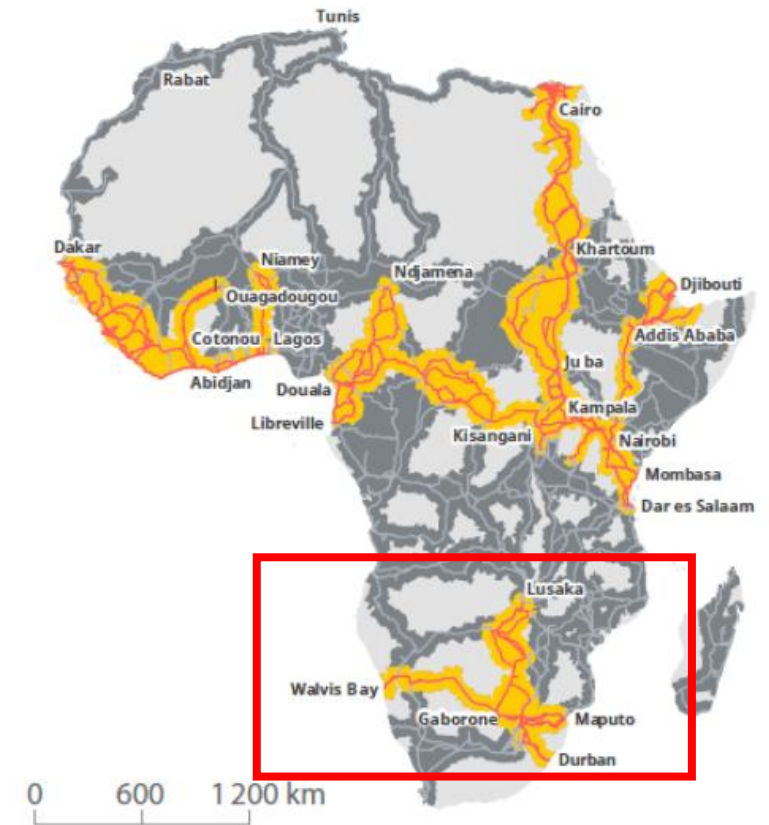 Tunis
Rabat
Cairo
Dakar
Khartoum
Niamey
Ndjamena
Djibouti
Ouagadougou
Cotonou - Lagos
Addis Ababa
Abidjan
Douala
Juba
Libreville
Kampala
Kisangani
Nairobi
Mombasa
Dar es Salaam
Lusaka
Walvis Bay
Gaborone
Maputo
Durban
0 600 1 200 km